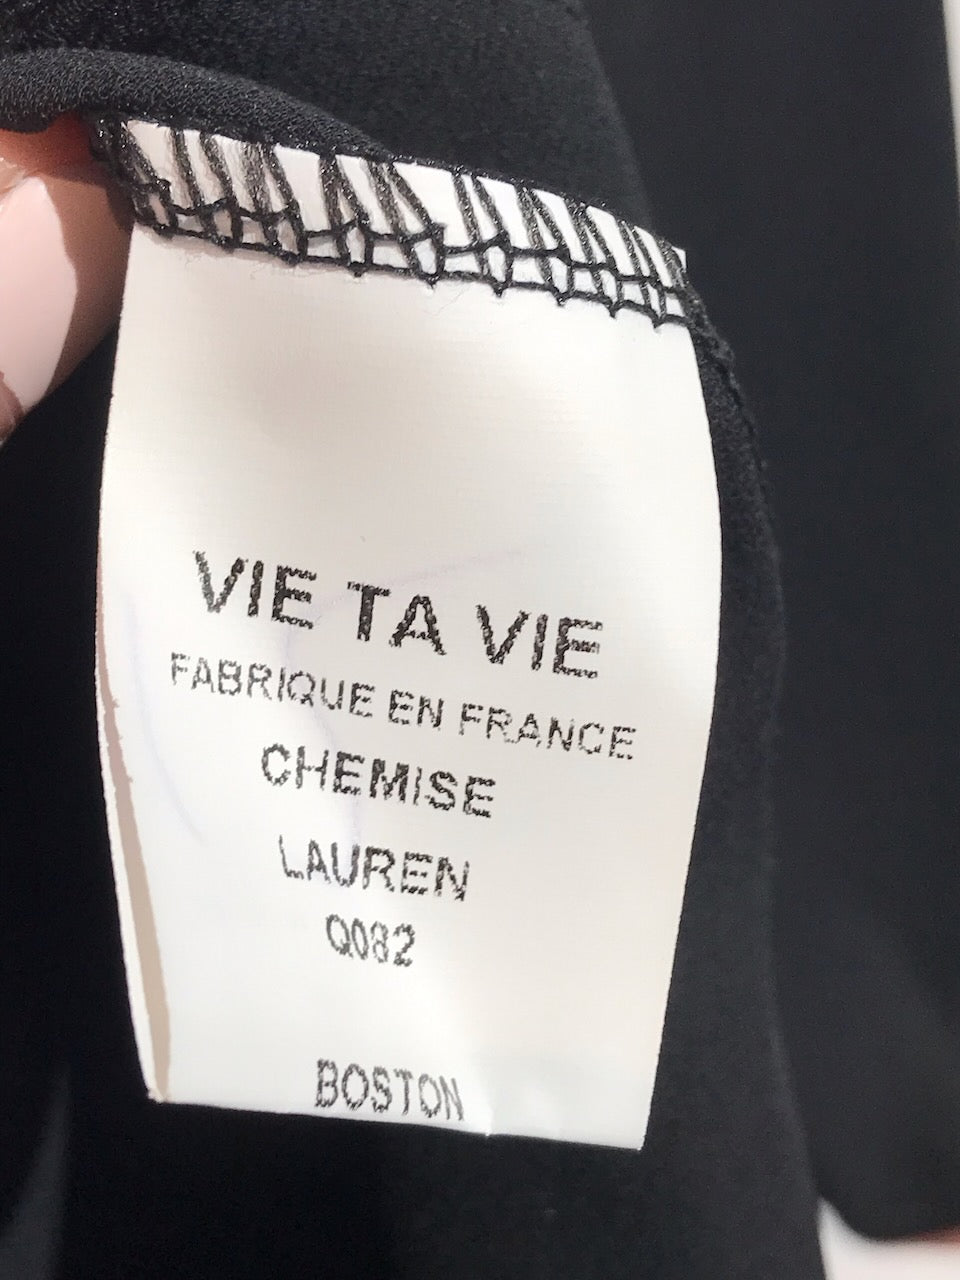 VIE TA VIE
FABRIQUE EN FRANCE
CHEMISE
LAUREN
Q082
BOSTON